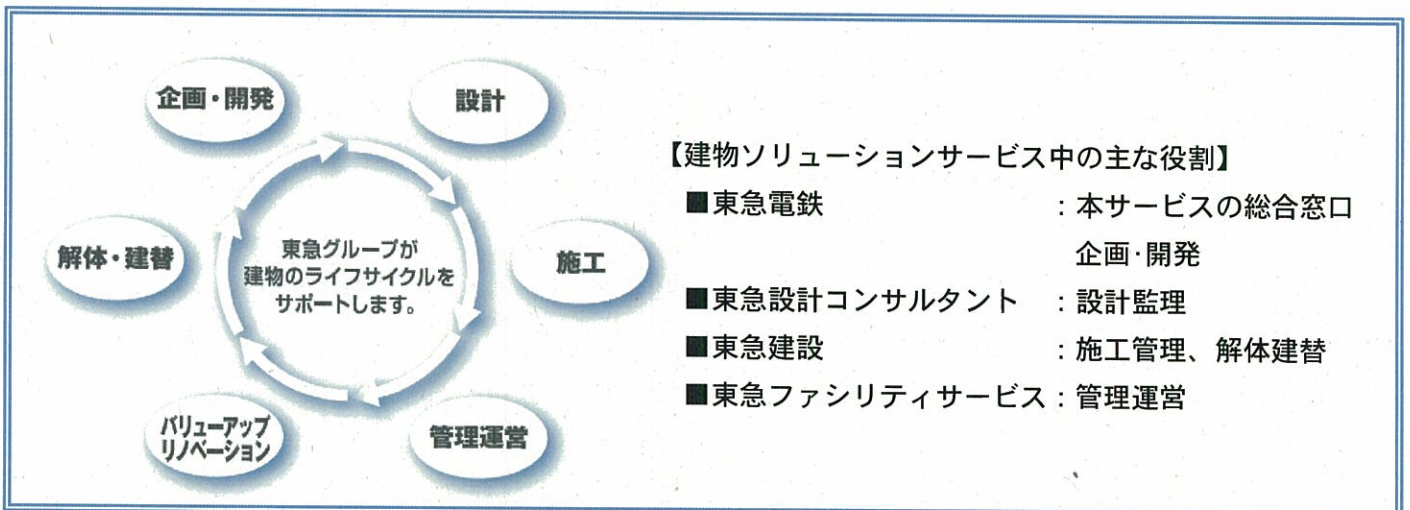 企画・開発
設計
施工
管理運営
バリューアップ
リノベーション
解体・建替
東急グループが
建物のライフサイクルを
サポートします。
【建物ソリューションサービス中の主な役割】
■東急電鉄 :本サービスの総合窓口
企画･開発
■東急設計コンサルタント :設計監理
■東急建設 :施工管理、解体建替
■東急ファシリティサービス:管理運営